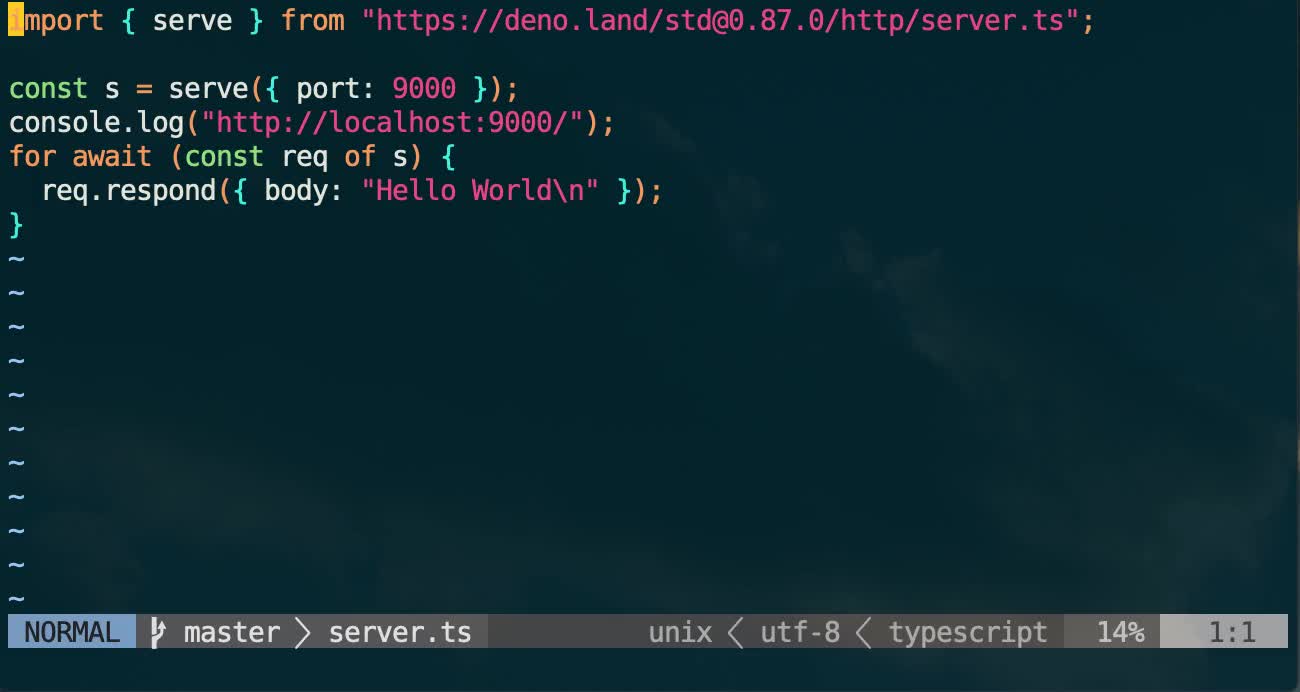 import { serve } from "https://deno.land/std@0.87.0/http/server.ts";

const s = serve({ port: 9000 });
console.log("http://localhost:9000/");
for await (const req of s) {
  req.respond({ body: "Hello World\n" });
}
~
~
~
~
~
~
~
~
~
~
~
NORMAL master server.ts unix utf-8 typescript 14% 1:1